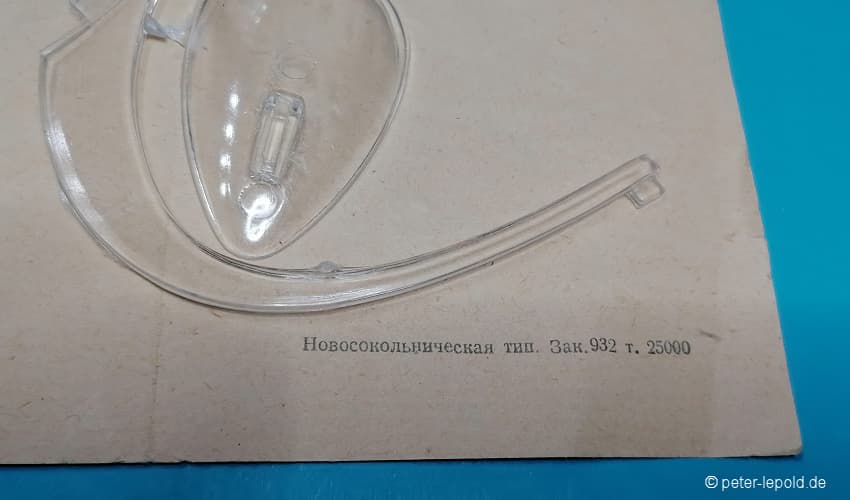 Новосокольническая тип. Зак. 932 т. 25000
© peter-lepold.de